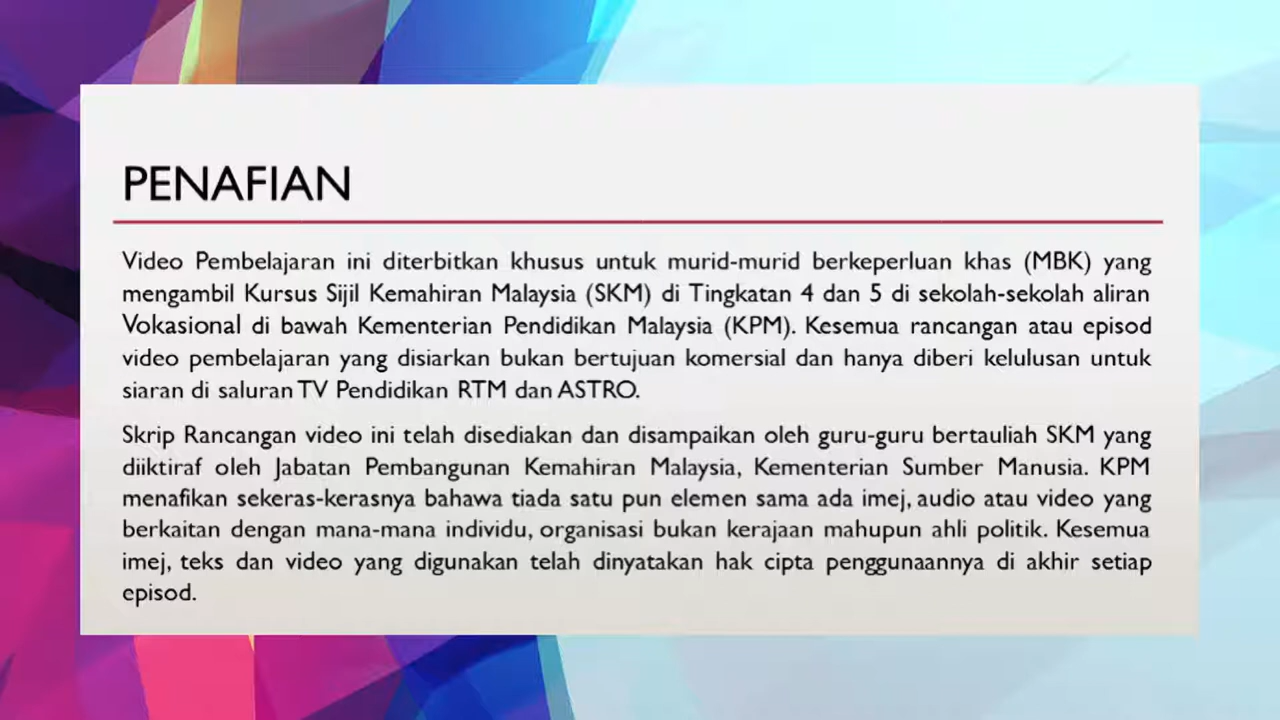 PENAFIAN
Video Pembelajaran ini diterbitkan khusus untuk murid-murid berkeperluan khas (MBK) yang
mengambil Kursus Sijil Kemahiran Malaysia (SKM) di Tingkatan 4 dan 5 di sekolah-sekolah aliran
Vokasional di bawah Kementerian Pendidikan Malaysia (KPM). Kesemua rancangan atau episod
video pembelajaran yang disiarkan bukan bertujuan komersial dan hanya diberi kelulusan untuk
siaran di saluran TV Pendidikan RTM dan ASTRO.
Skrip Rancangan video ini telah disediakan dan disampaikan oleh guru-guru bertauliah SKM yang
diiktiraf oleh Jabatan Pembangunan Kemahiran Malaysia, Kementerian Sumber Manusia. KPM
menafikan sekeras-kerasnya bahawa tiada satu pun elemen sama ada imej, audio atau video yang
berkaitan dengan mana-mana individu, organisasi bukan kerajaan mahupun ahli politik. Kesemua
imej, teks dan video yang digunakan telah dinyatakan hak cipta penggunaannya di akhir setiap
episod.